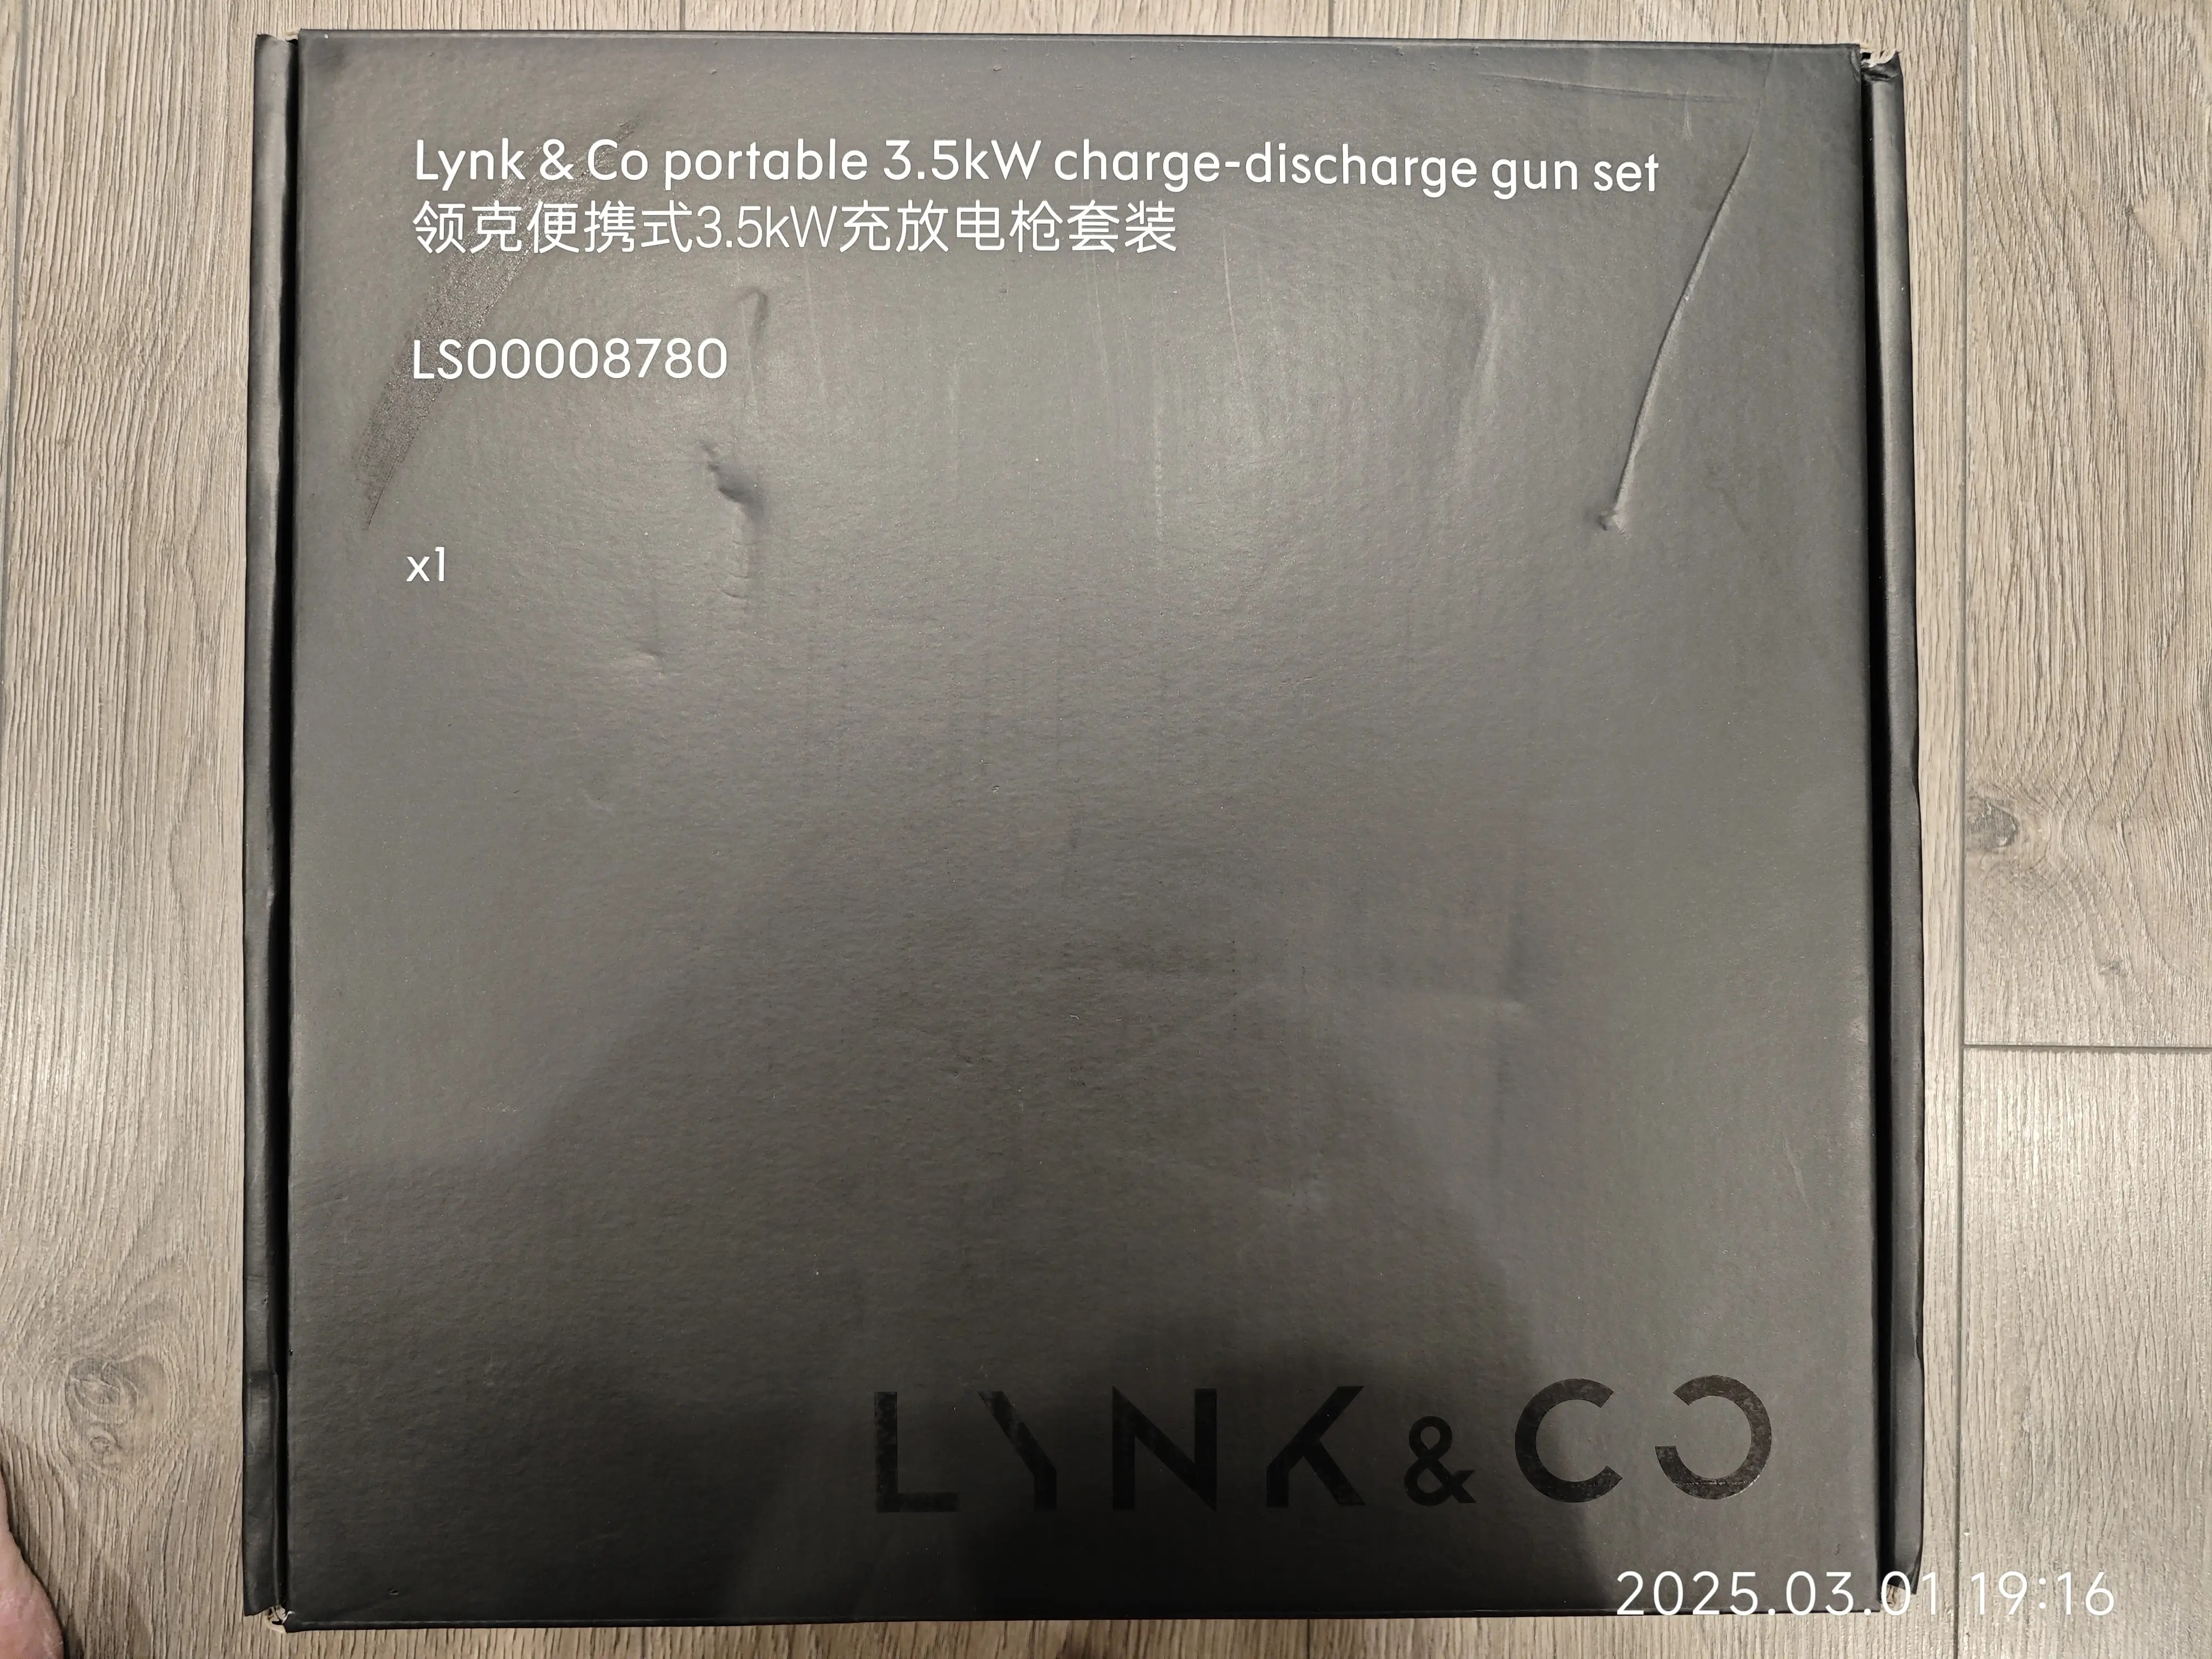 Lynk & Co portable 3.5kW charge-discharge gun set
领克便携式3.5kW充放电枪套装
LS00008780
x1
LYNK & CO
2025.03.01 19:16